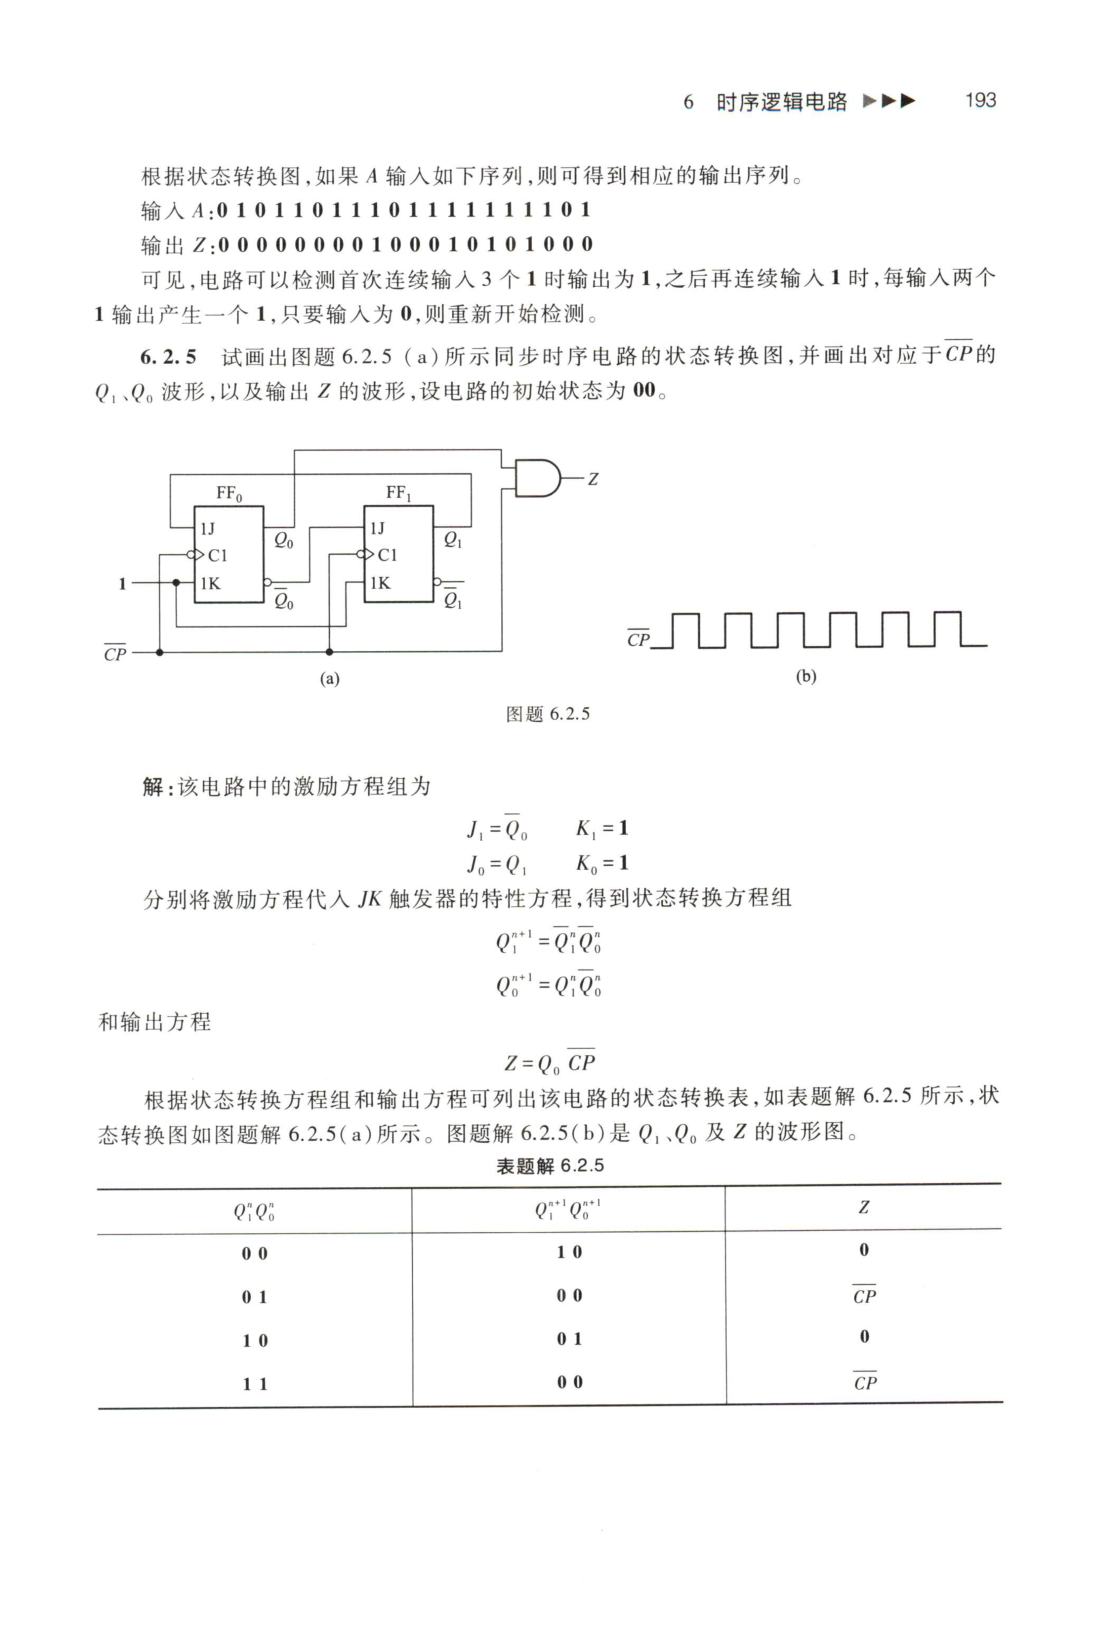 6 时序逻辑电路 ▶▶▶ 193
根据状态转换图,如果 A 输入如下序列,则可得到相应的输出序列。
输入 A:0 1 0 1 1 0 1 1 1 0 1 1 1 1 1 1 1 1 0 1
输出 Z:0 0 0 0 0 0 0 0 1 0 0 0 1 0 1 0 1 0 0 0
可见,电路可以检测首次连续输入 3 个 1 时输出为 1,之后再连续输入 1 时,每输入两个
1 输出产生一个 1,只要输入为 0,则重新开始检测。
6.2.5 试画出图题 6.2.5 (a)所示同步时序电路的状态转换图,并画出对应于C̅P̅的
Q₁、Q₀ 波形,以及输出 Z 的波形,设电路的初始状态为 00。
FF₀ FF₁ Z
1J Q₀ 1J Q₁
C1 C1
1 1K Q̅₀ 1K Q̅₁
C̅P̅ C̅P̅
(a) (b)
图题 6.2.5
解:该电路中的激励方程组为
J₁=Q̅₀ K₁=1
J₀=Q₁ K₀=1
分别将激励方程代入 JK 触发器的特性方程,得到状态转换方程组
Q₁ⁿ⁺¹=Q̅₁ⁿQ̅₀ⁿ
Q₀ⁿ⁺¹=Q₁ⁿQ̅₀ⁿ
和输出方程
Z=Q₀ C̅P̅
根据状态转换方程组和输出方程可列出该电路的状态转换表,如表题解 6.2.5 所示,状
态转换图如图题解 6.2.5(a)所示。图题解 6.2.5(b)是 Q₁、Q₀ 及 Z 的波形图。
表题解 6.2.5
Q₁ⁿQ₀ⁿ Q₁ⁿ⁺¹Q₀ⁿ⁺¹ Z
0 0 1 0 0
0 1 0 0 C̅P̅
1 0 0 1 0
1 1 0 0 C̅P̅